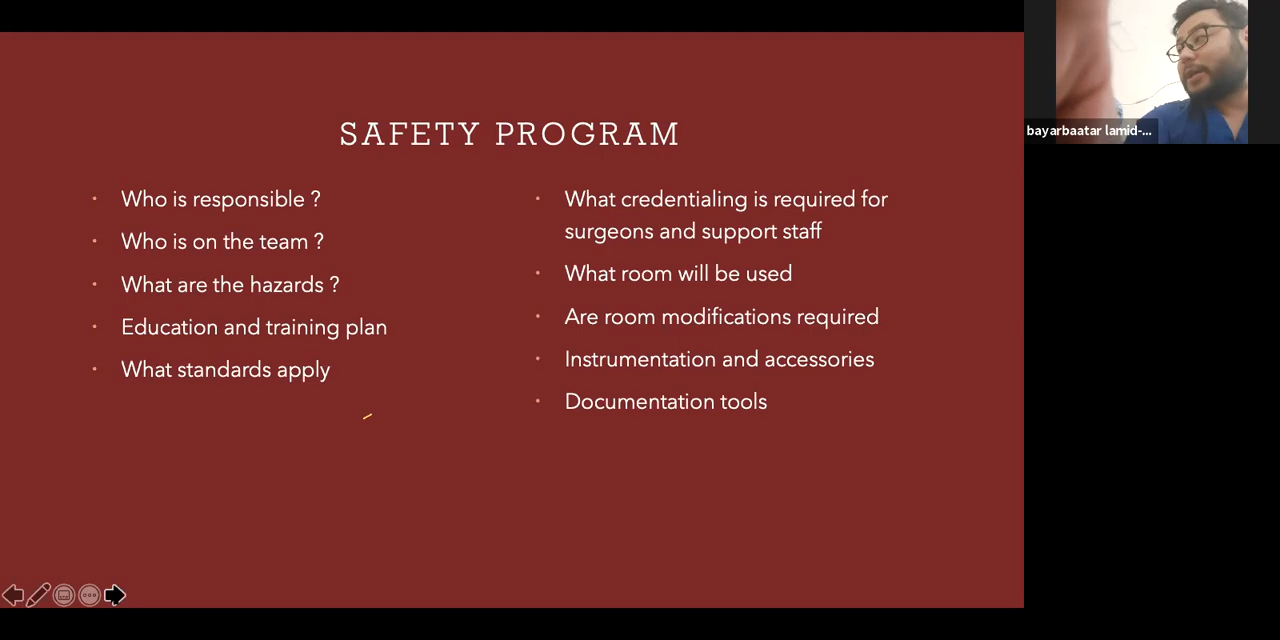 SAFETY PROGRAM
Who is responsible ?
Who is on the team ?
What are the hazards ?
Education and training plan
What standards apply
What credentialing is required for
surgeons and support staff
What room will be used
Are room modifications required
Instrumentation and accessories
Documentation tools
bayarbaatar lamid-...